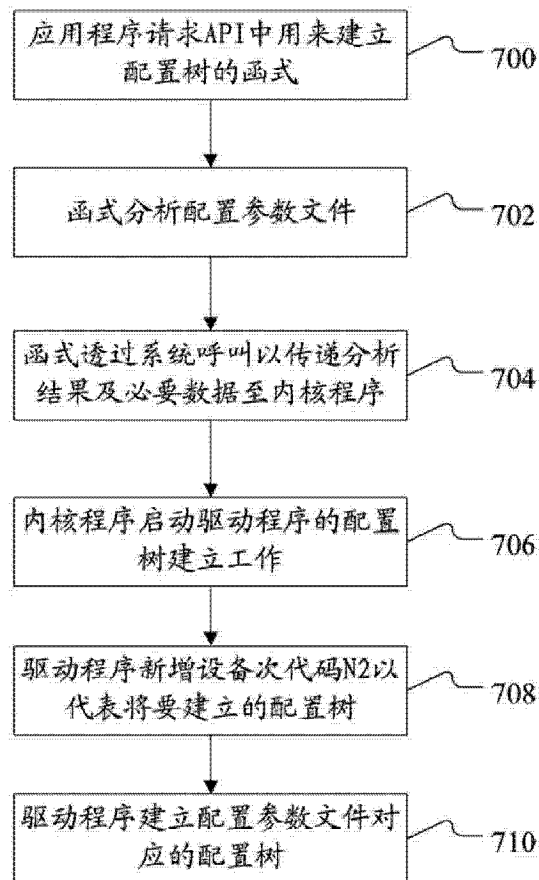 应用程序请求API中用来建立
配置树的函式
700
函式分析配置参数文件
702
函式透过系统呼叫以传递分析
结果及必要数据至内核程序
704
内核程序启动驱动程序的配置
树建立工作
706
驱动程序新增设备次代码N2以
代表将要建立的配置树
708
驱动程序建立配置参数文件对
应的配置树
710